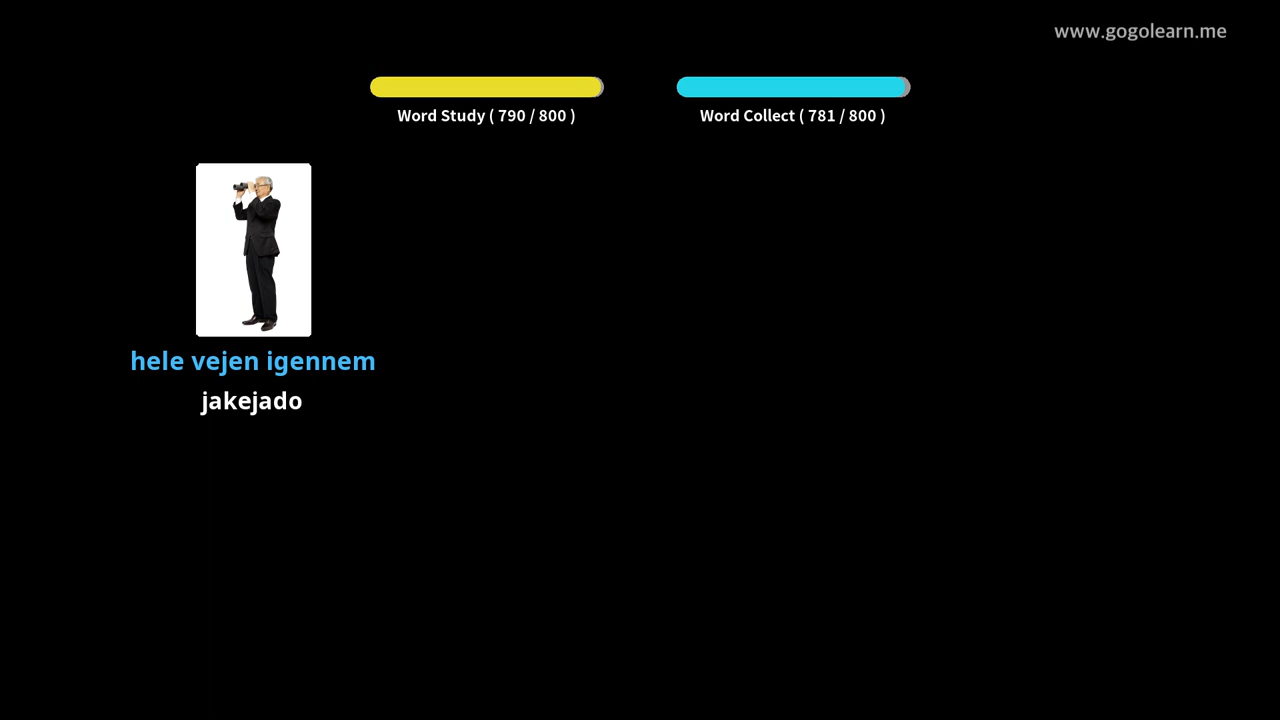 www.gogolearn.me
Word Study ( 790 / 800 )
Word Collect ( 781 / 800 )
hele vejen igennem
jakejado